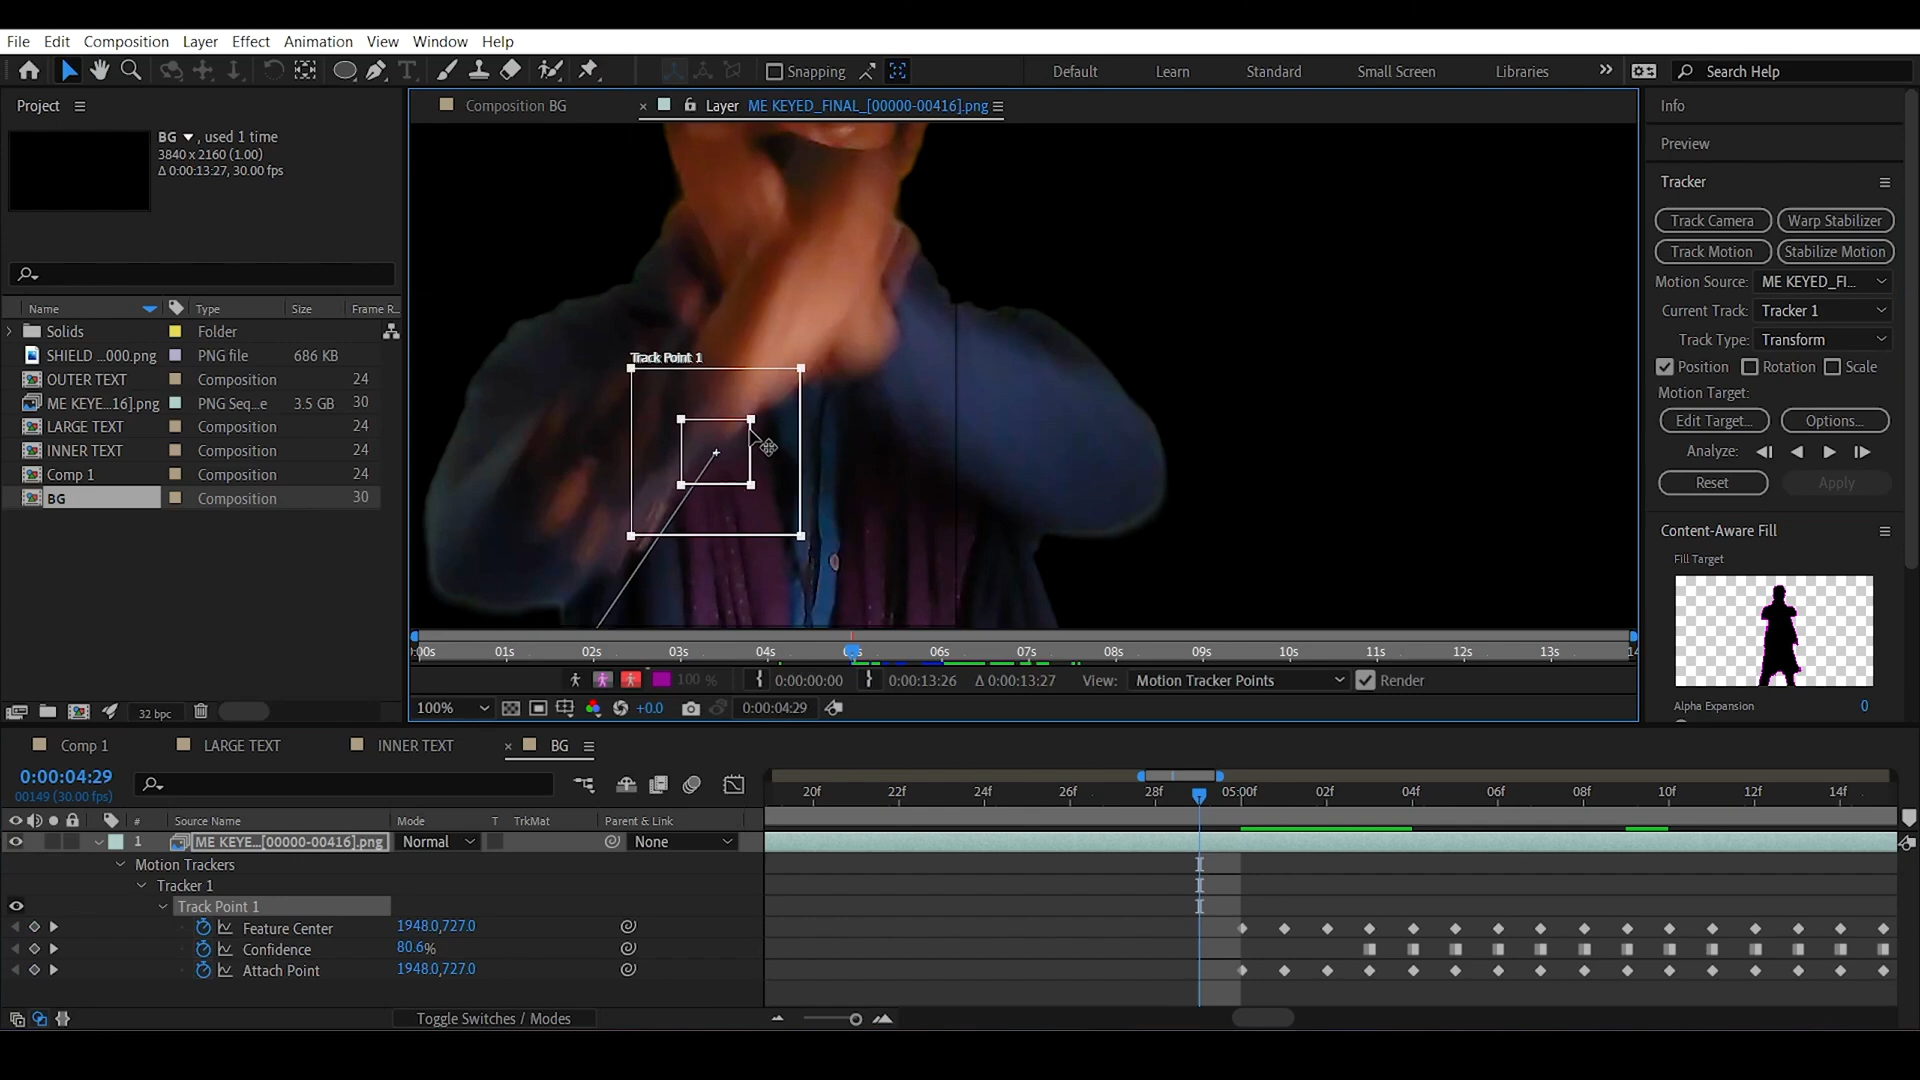 File Edit Composition Layer Effect Animation View Window Help
Snapping Default Learn Standard Small Screen Libraries Search Help
Project
BG , used 1 time
3840 x 2160 (1.00)
Δ 0:00:13:27, 30.00 fps
Name Type Size Frame R...
Solids Folder
SHIELD ...000.png PNG file 686 KB
OUTER TEXT Composition 24
ME KEYE...16].png PNG Seq...e 3.5 GB 30
LARGE TEXT Composition 24
INNER TEXT Composition 24
Comp 1 Composition 24
BG Composition 30
32 bpc
Composition BG
× Layer ME KEYED_FINAL_[00000-00416].png
Track Point 1
:00s 01s 02s 03s 04s 06s 07s 08s 09s 10s 11s 12s 13s 14
100 % 0:00:00:00 0:00:13:26 Δ 0:00:13:27 View: Motion Tracker Points Render
100% +0.0 0:00:04:29
Info
Preview
Tracker
Track Camera Warp Stabilizer
Track Motion Stabilize Motion
Motion Source: ME KEYED_FI...
Current Track: Tracker 1
Track Type: Transform
Position Rotation Scale
Motion Target:
Edit Target... Options...
Analyze:
Reset Apply
Content-Aware Fill
Fill Target
Alpha Expansion 0
Comp 1 LARGE TEXT INNER TEXT × BG
0:00:04:29
00149 (30.00 fps)
20f 22f 24f 26f 28f 05:00f 02f 04f 06f 08f 10f 12f 14f
# Source Name Mode T TrkMat Parent & Link
1 ME KEYE...[00000-00416].png Normal None
Motion Trackers
Tracker 1
Track Point 1
Feature Center 1948.0,727.0
Confidence 80.6%
Attach Point 1948.0,727.0
Toggle Switches / Modes